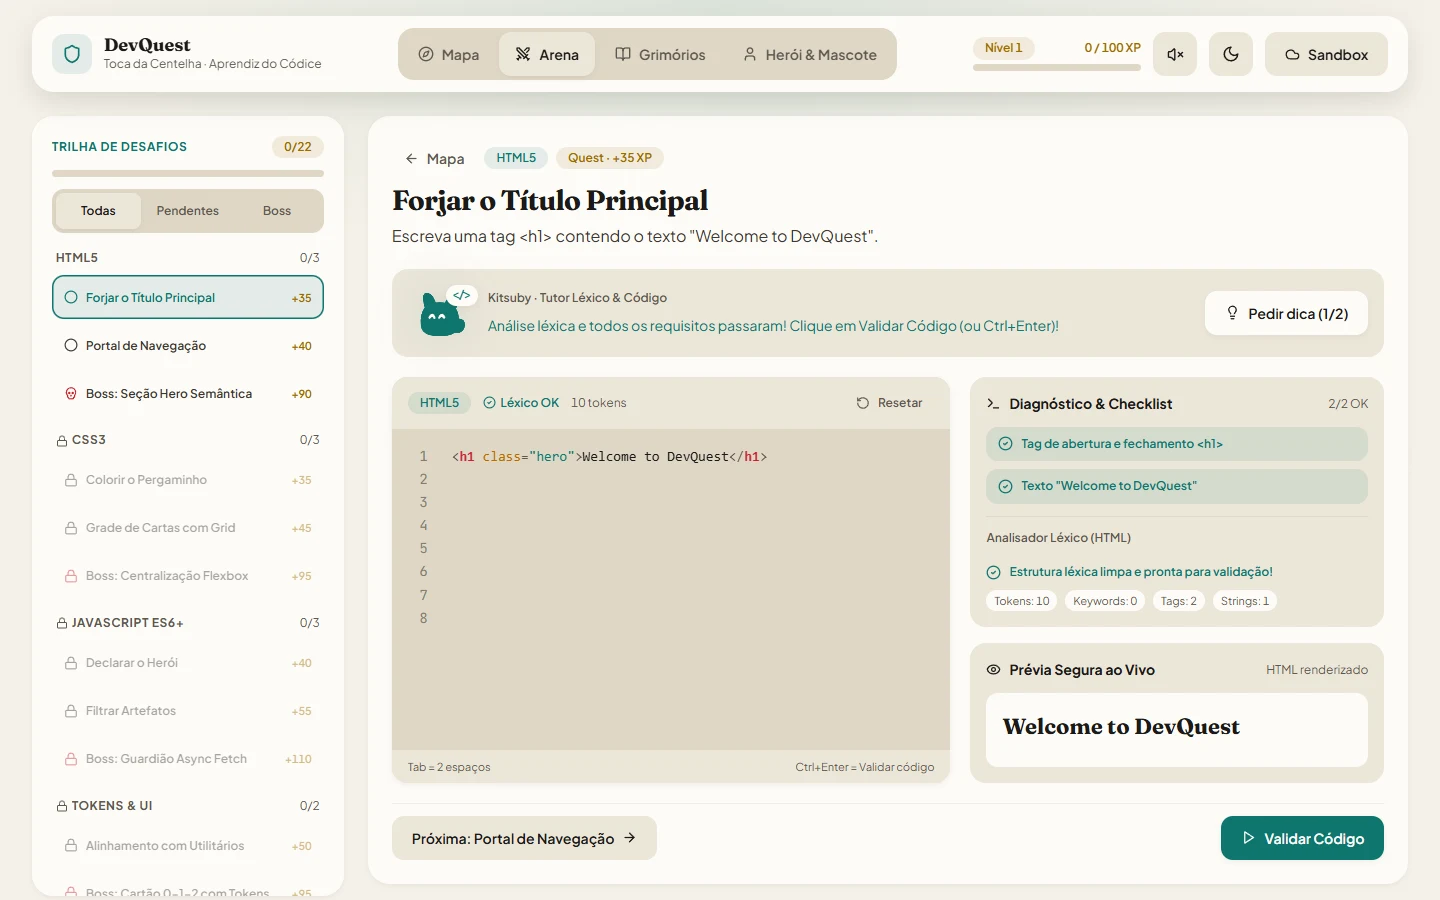 DevQuest
Toca da Centelha · Aprendiz do Códice
Mapa
Arena
Grimórios
Herói & Mascote
Nível 1
0 / 100 XP
Sandbox
TRILHA DE DESAFIOS
0/22
Todas
Pendentes
Boss
HTML5
0/3
Forjar o Título Principal
+35
Portal de Navegação
+40
Boss: Seção Hero Semântica
+90
CSS3
0/3
Colorir o Pergaminho
+35
Grade de Cartas com Grid
+45
Boss: Centralização Flexbox
+95
JAVASCRIPT ES6+
0/3
Declarar o Herói
+40
Filtrar Artefatos
+55
Boss: Guardião Async Fetch
+110
TOKENS & UI
0/2
Alinhamento com Utilitários
+50
Boss: Cartão 0-1-2 com Tokens
+95
Mapa
HTML5
Quest · +35 XP
Forjar o Título Principal
Escreva uma tag <h1> contendo o texto "Welcome to DevQuest".
</>
Kitsuby · Tutor Léxico & Código
Análise léxica e todos os requisitos passaram! Clique em Validar Código (ou Ctrl+Enter)!
Pedir dica (1/2)
HTML5
Léxico OK
10 tokens
Resetar
1 <h1 class="hero">Welcome to DevQuest</h1>
2
3
4
5
6
7
8
Tab = 2 espaços
Ctrl+Enter = Validar código
Diagnóstico & Checklist
2/2 OK
Tag de abertura e fechamento <h1>
Texto "Welcome to DevQuest"
Analisador Léxico (HTML)
Estrutura léxica limpa e pronta para validação!
Tokens: 10
Keywords: 0
Tags: 2
Strings: 1
Prévia Segura ao Vivo
HTML renderizado
Welcome to DevQuest
Próxima: Portal de Navegação
Validar Código